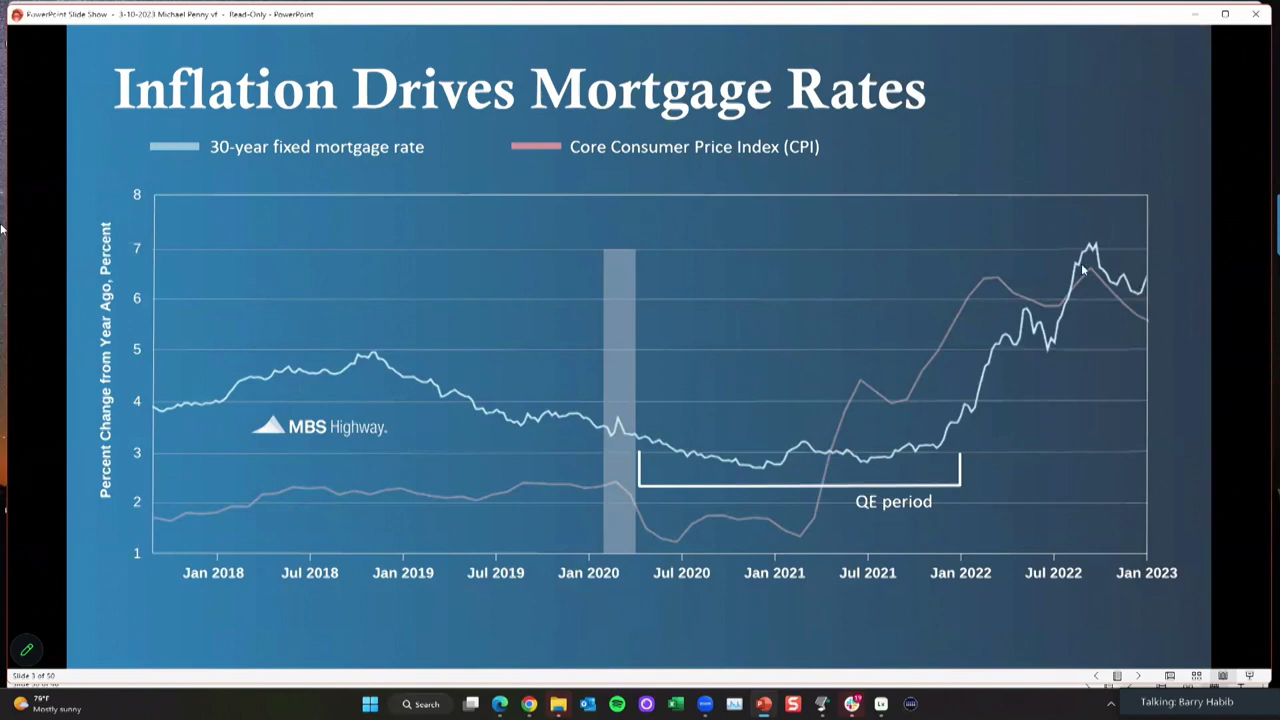 PowerPoint Slide Show - 3-10-2023 Michael Penny vf - Read-Only - PowerPoint
Inflation Drives Mortgage Rates
30-year fixed mortgage rate
Core Consumer Price Index (CPI)
Percent Change from Year Ago, Percent
8
7
6
5
4
3
2
1
MBS Highway.
QE period
Jan 2018
Jul 2018
Jan 2019
Jul 2019
Jan 2020
Jul 2020
Jan 2021
Jul 2021
Jan 2022
Jul 2022
Jan 2023
Slide 3 of 50
79°F
Mostly sunny
Search
19
Talking: Barry Habib